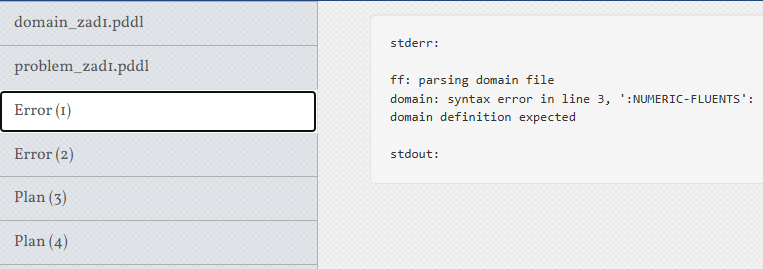 domain_zad1.pddl
problem_zad1.pddl
Error (1)
Error (2)
Plan (3)
Plan (4)
stderr:
ff: parsing domain file
domain: syntax error in line 3, ':NUMERIC-FLUENTS':
domain definition expected
stdout: